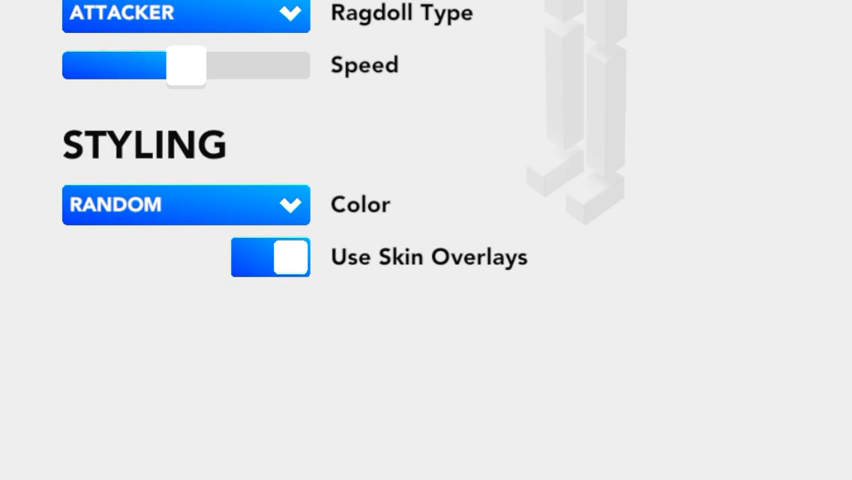 ATTACKER Ragdoll Type
Speed
STYLING
RANDOM Color
Use Skin Overlays